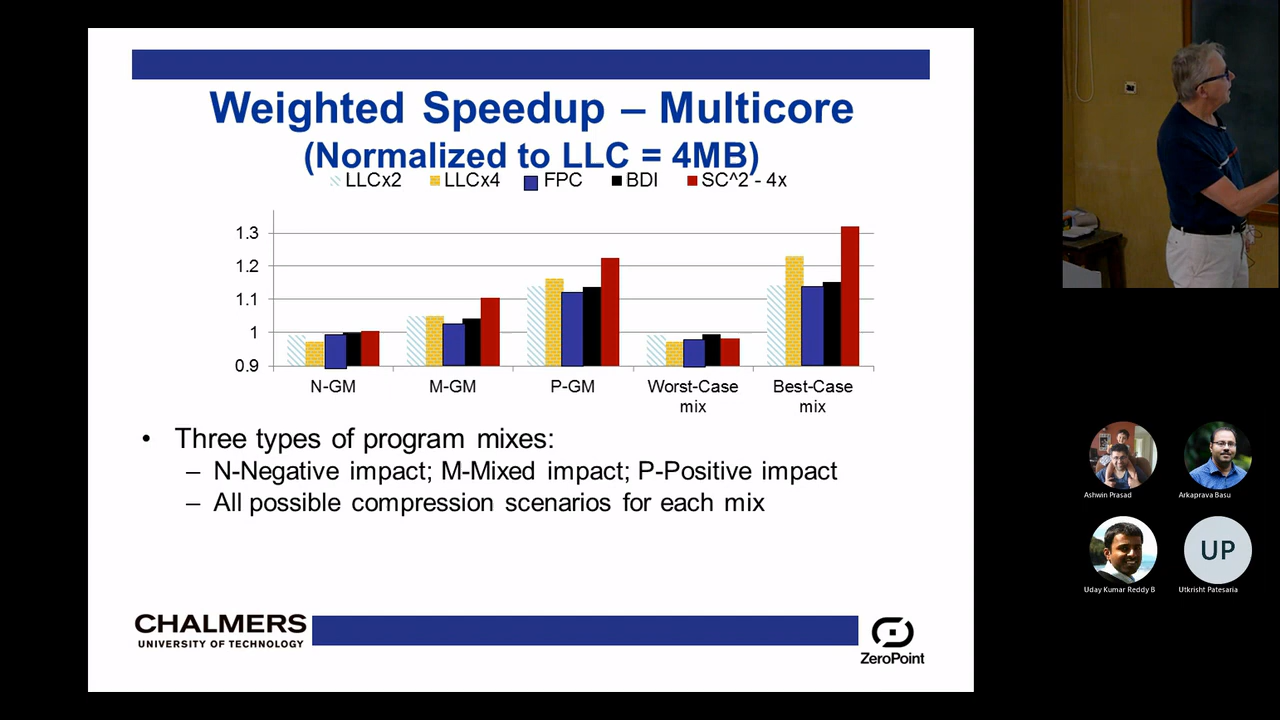 Weighted Speedup – Multicore
(Normalized to LLC = 4MB)
LLCx2 LLCx4 FPC BDI SC^2 - 4x
1.3
1.2
1.1
1
0.9
N-GM M-GM P-GM Worst-Case mix Best-Case mix
• Three types of program mixes:
– N-Negative impact; M-Mixed impact; P-Positive impact
– All possible compression scenarios for each mix
CHALMERS
UNIVERSITY OF TECHNOLOGY
ZeroPoint
Ashwin Prasad
Arkaprava Basu
Uday Kumar Reddy B
UP
Utkrisht Patesaria